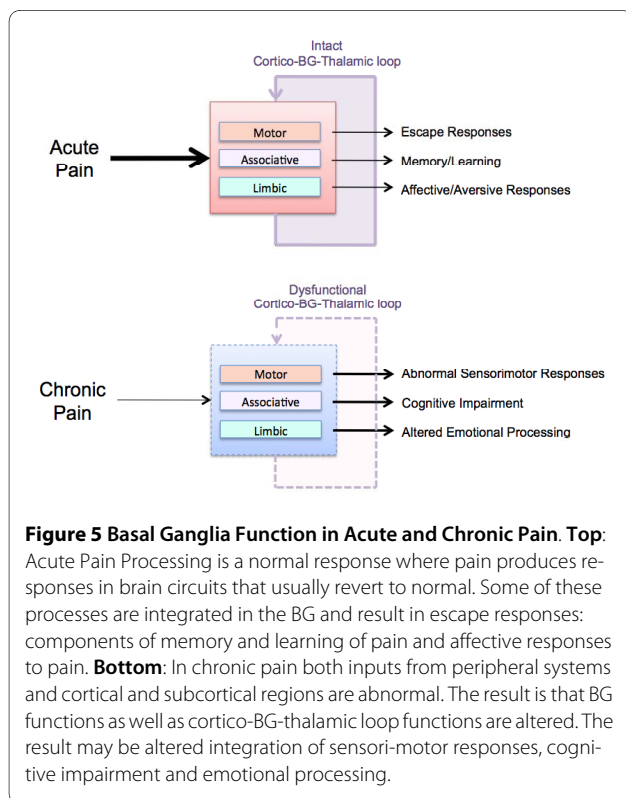 Intact
Cortico-BG-Thalamic loop
Acute
Pain
Motor
Associative
Limbic
Escape Responses
Memory/Learning
Affective/Aversive Responses
Dysfunctional
Cortico-BG-Thalamic loop
Chronic
Pain
Motor
Associative
Limbic
Abnormal Sensorimotor Responses
Cognitive Impairment
Altered Emotional Processing
Figure 5 Basal Ganglia Function in Acute and Chronic Pain. Top:
Acute Pain Processing is a normal response where pain produces re-
sponses in brain circuits that usually revert to normal. Some of these
processes are integrated in the BG and result in escape responses:
components of memory and learning of pain and affective responses
to pain. Bottom: In chronic pain both inputs from peripheral systems
and cortical and subcortical regions are abnormal. The result is that BG
functions as well as cortico-BG-thalamic loop functions are altered. The
result may be altered integration of sensori-motor responses, cogni-
tive impairment and emotional processing.